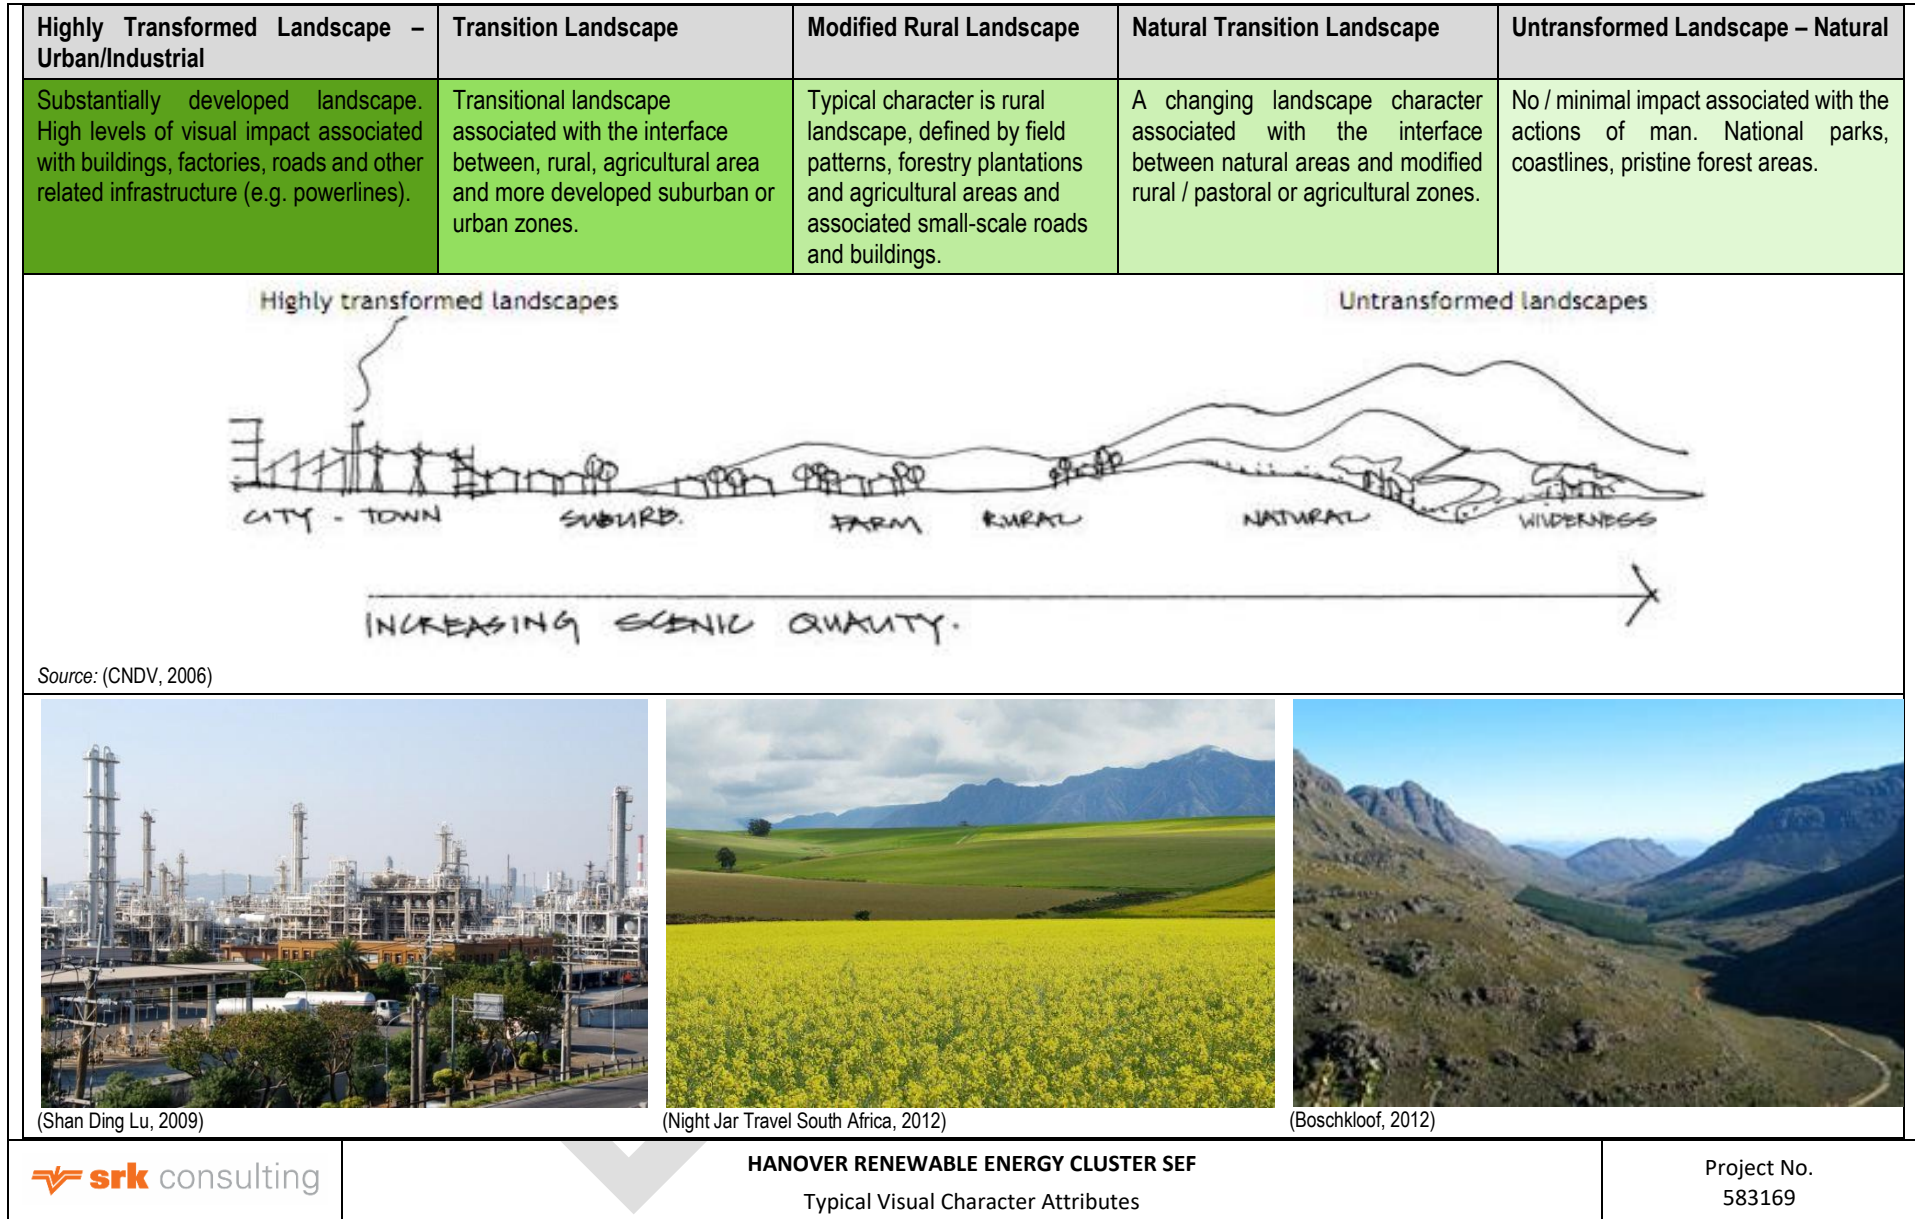 Highly Transformed Landscape –
Urban/Industrial
Transition Landscape
Modified Rural Landscape
Natural Transition Landscape
Untransformed Landscape – Natural
Substantially developed landscape.
High levels of visual impact associated
with buildings, factories, roads and other
related infrastructure (e.g. powerlines).
Transitional landscape
associated with the interface
between, rural, agricultural area
and more developed suburban or
urban zones.
Typical character is rural
landscape, defined by field
patterns, forestry plantations
and agricultural areas and
associated small-scale roads
and buildings.
A changing landscape character
associated with the interface
between natural areas and modified
rural / pastoral or agricultural zones.
No / minimal impact associated with the
actions of man. National parks,
coastlines, pristine forest areas.
Highly transformed landscapes
Untransformed landscapes
CITY - TOWN
SUBURB.
FARM
RURAL
NATURAL
WILDERNESS
INCREASING SCENIC QUALITY.
Source: (CNDV, 2006)
(Shan Ding Lu, 2009)
(Night Jar Travel South Africa, 2012)
(Boschkloof, 2012)
srk consulting
HANOVER RENEWABLE ENERGY CLUSTER SEF
Typical Visual Character Attributes
Project No.
583169